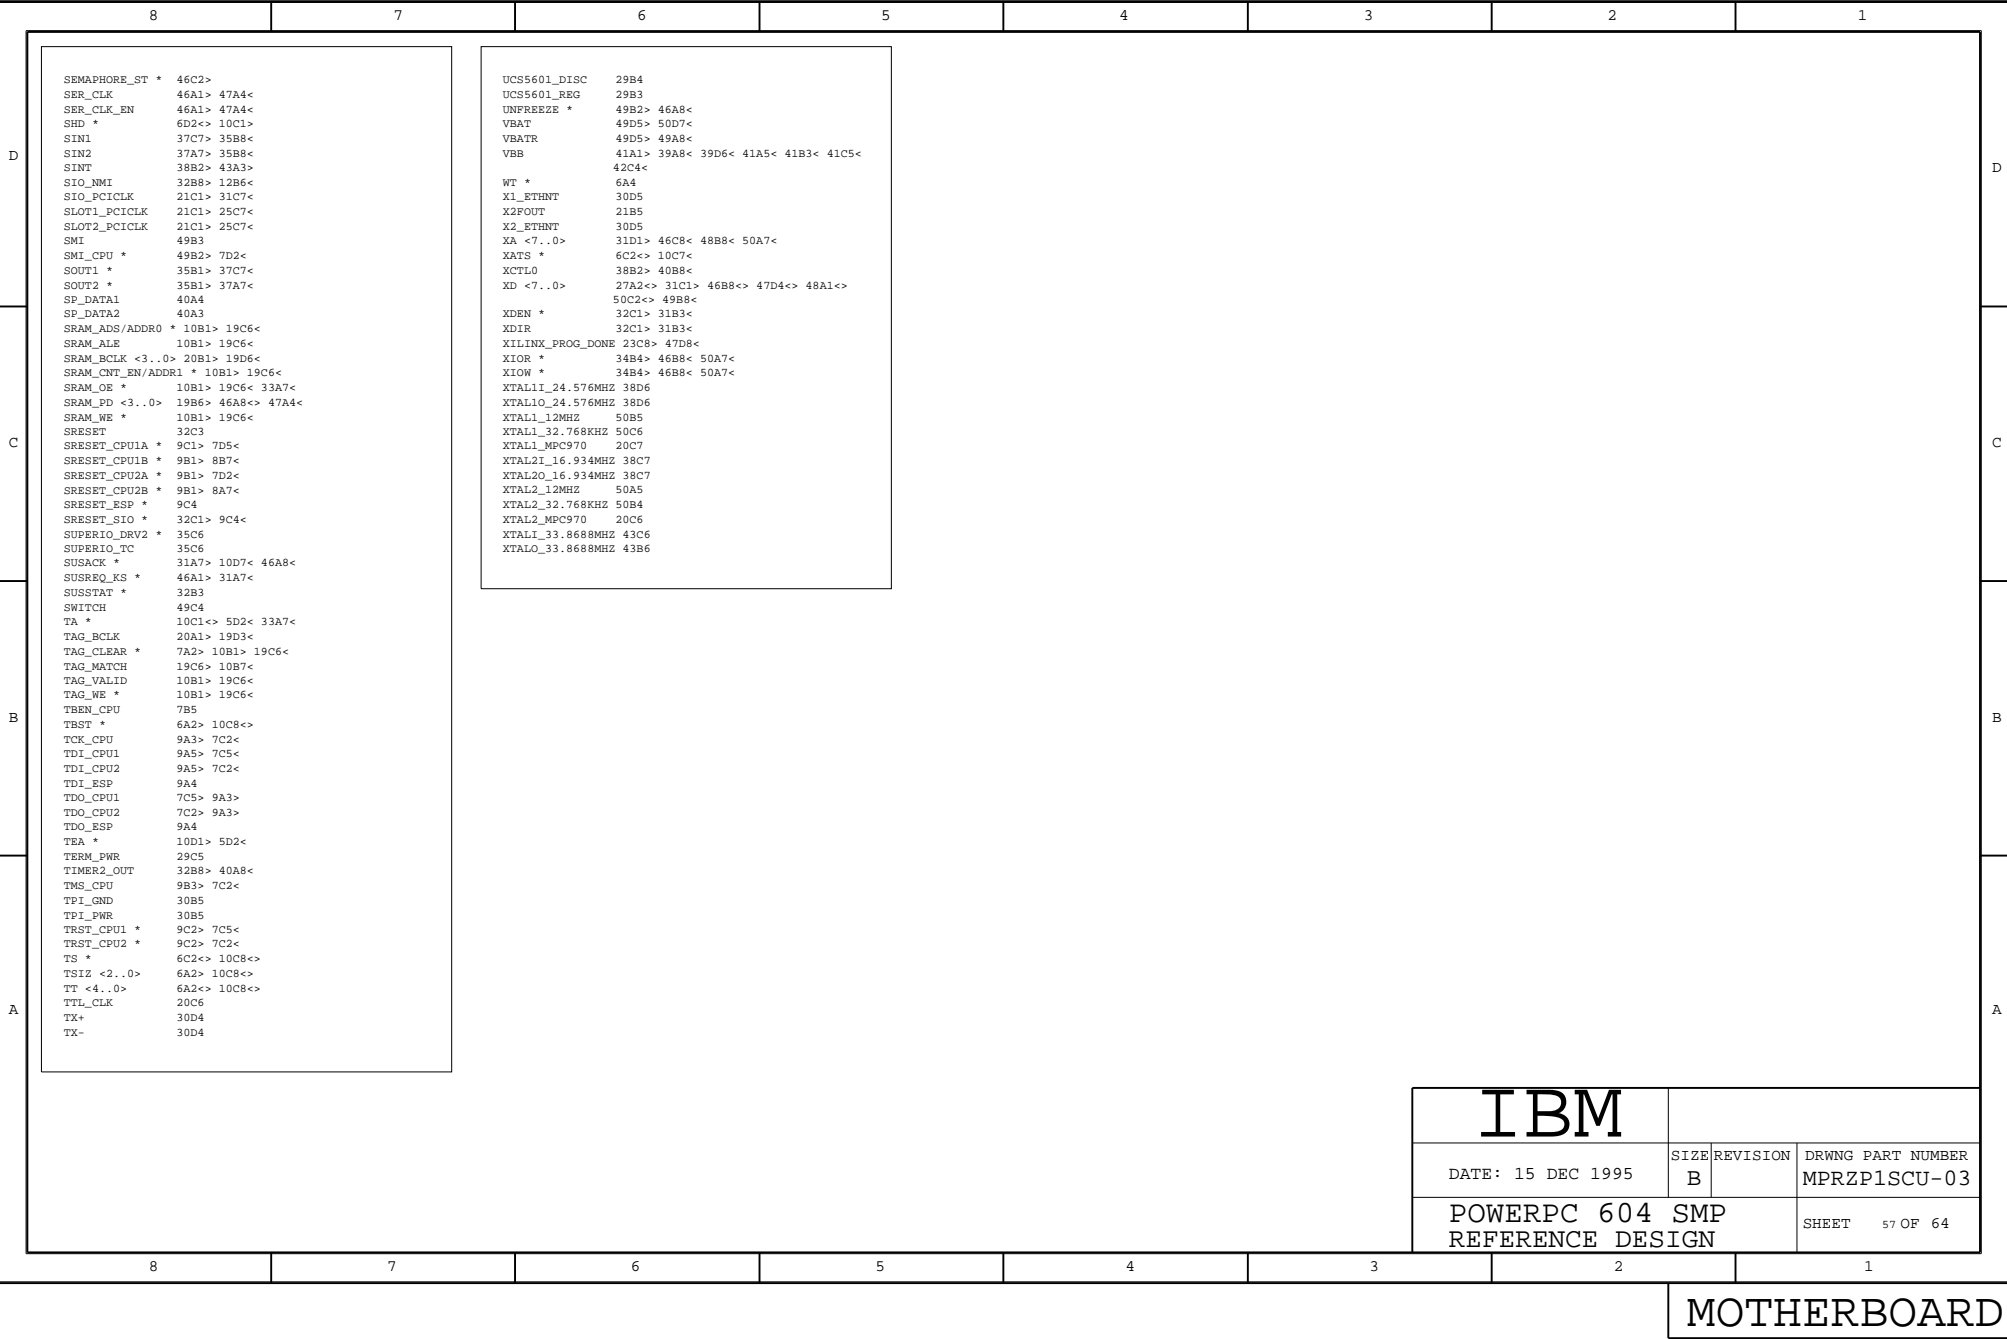 8 7 6 5 4 3 2 1
D
C
B
A
SEMAPHORE_ST * 46C2>
SER_CLK 46A1> 47A4<
SER_CLK_EN 46A1> 47A4<
SHD * 6D2<> 10C1>
SIN1 37C7> 35B8<
SIN2 37A7> 35B8<
SINT 38B2> 43A3>
SIO_NMI 32B8> 12B6<
SIO_PCICLK 21C1> 31C7<
SLOT1_PCICLK 21C1> 25C7<
SLOT2_PCICLK 21C1> 25C7<
SMI 49B3
SMI_CPU * 49B2> 7D2<
SOUT1 * 35B1> 37C7<
SOUT2 * 35B1> 37A7<
SP_DATA1 40A4
SP_DATA2 40A3
SRAM_ADS/ADDR0 * 10B1> 19C6<
SRAM_ALE 10B1> 19C6<
SRAM_BCLK <3..0> 20B1> 19D6<
SRAM_CNT_EN/ADDR1 * 10B1> 19C6<
SRAM_OE * 10B1> 19C6< 33A7<
SRAM_PD <3..0> 19B6> 46A8<> 47A4<
SRAM_WE * 10B1> 19C6<
SRESET 32C3
SRESET_CPU1A * 9C1> 7D5<
SRESET_CPU1B * 9B1> 8B7<
SRESET_CPU2A * 9B1> 7D2<
SRESET_CPU2B * 9B1> 8A7<
SRESET_ESP * 9C4
SRESET_SIO * 32C1> 9C4<
SUPERIO_DRV2 * 35C6
SUPERIO_TC 35C6
SUSACK * 31A7> 10D7< 46A8<
SUSREQ_KS * 46A1> 31A7<
SUSSTAT * 32B3
SWITCH 49C4
TA * 10C1<> 5D2< 33A7<
TAG_BCLK 20A1> 19D3<
TAG_CLEAR * 7A2> 10B1> 19C6<
TAG_MATCH 19C6> 10B7<
TAG_VALID 10B1> 19C6<
TAG_WE * 10B1> 19C6<
TBEN_CPU 7B5
TBST * 6A2> 10C8<>
TCK_CPU 9A3> 7C2<
TDI_CPU1 9A5> 7C5<
TDI_CPU2 9A5> 7C2<
TDI_ESP 9A4
TDO_CPU1 7C5> 9A3>
TDO_CPU2 7C2> 9A3>
TDO_ESP 9A4
TEA * 10D1> 5D2<
TERM_PWR 29C5
TIMER2_OUT 32B8> 40A8<
TMS_CPU 9B3> 7C2<
TPI_GND 30B5
TPI_PWR 30B5
TRST_CPU1 * 9C2> 7C5<
TRST_CPU2 * 9C2> 7C2<
TS * 6C2<> 10C8<>
TSIZ <2..0> 6A2> 10C8<>
TT <4..0> 6A2<> 10C8<>
TTL_CLK 20C6
TX+ 30D4
TX- 30D4
UCS5601_DISC 29B4
UCS5601_REG 29B3
UNFREEZE * 49B2> 46A8<
VBAT 49D5> 50D7<
VBATR 49D5> 49A8<
VBB 41A1> 39A8< 39D6< 41A5< 41B3< 41C5<
42C4<
WT * 6A4
X1_ETHNT 30D5
X2FOUT 21B5
X2_ETHNT 30D5
XA <7..0> 31D1> 46C8< 48B8< 50A7<
XATS * 6C2<> 10C7<
XCTL0 38B2> 40B8<
XD <7..0> 27A2<> 31C1> 46B8<> 47D4<> 48A1<>
50C2<> 49B8<
XDEN * 32C1> 31B3<
XDIR 32C1> 31B3<
XILINX_PROG_DONE 23C8> 47D8<
XIOR * 34B4> 46B8< 50A7<
XIOW * 34B4> 46B8< 50A7<
XTAL1I_24.576MHZ 38D6
XTAL1O_24.576MHZ 38D6
XTAL1_12MHZ 50B5
XTAL1_32.768KHZ 50C6
XTAL1_MPC970 20C7
XTAL2I_16.934MHZ 38C7
XTAL2O_16.934MHZ 38C7
XTAL2_12MHZ 50A5
XTAL2_32.768KHZ 50B4
XTAL2_MPC970 20C6
XTALI_33.8688MHZ 43C6
XTALO_33.8688MHZ 43B6
D
C
B
A
IBM
DATE: 15 DEC 1995
SIZE REVISION DRWNG PART NUMBER
B MPRZP1SCU-03
POWERPC 604 SMP
REFERENCE DESIGN
SHEET 57 OF 64
8 7 6 5 4 3 2 1
MOTHERBOARD